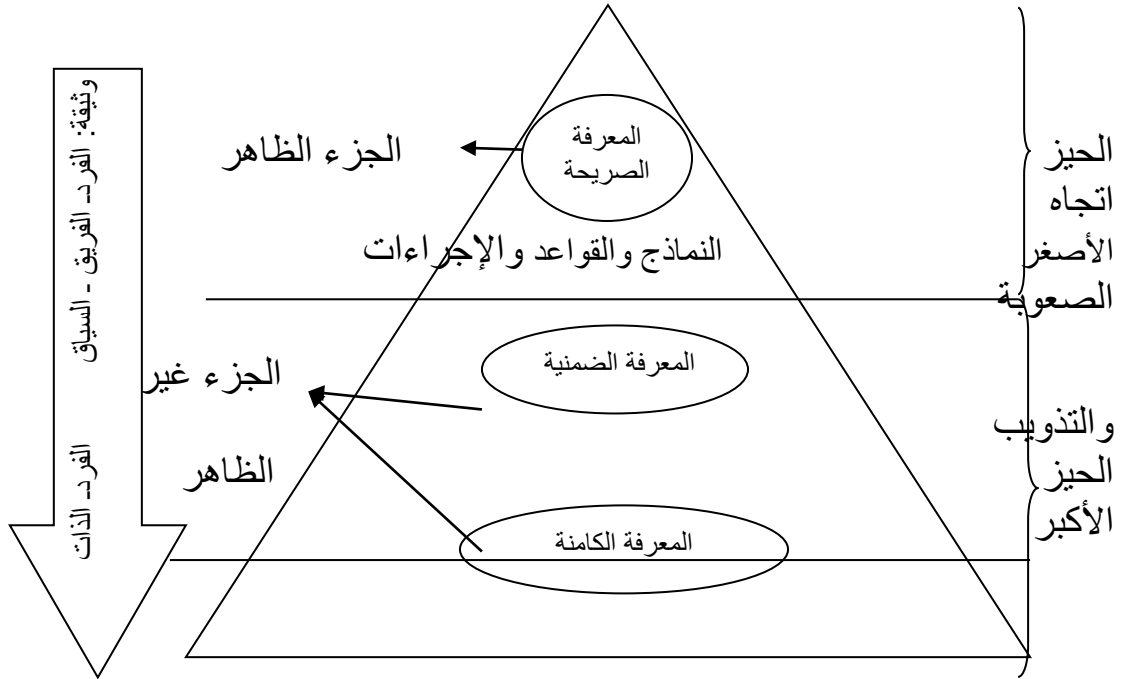 المعرفة
الصريحة
الجزء الظاهر
النماذج والقواعد والإجراءات
المعرفة الضمنية
الجزء غير
الظاهر
المعرفة الكامنة
الحيز
اتجاه
الأصغر
الصعوبة
والتذويب
الحيز
الأكبر
وثيقة: الفرد- الفريق - السياق
الفرد- الذات